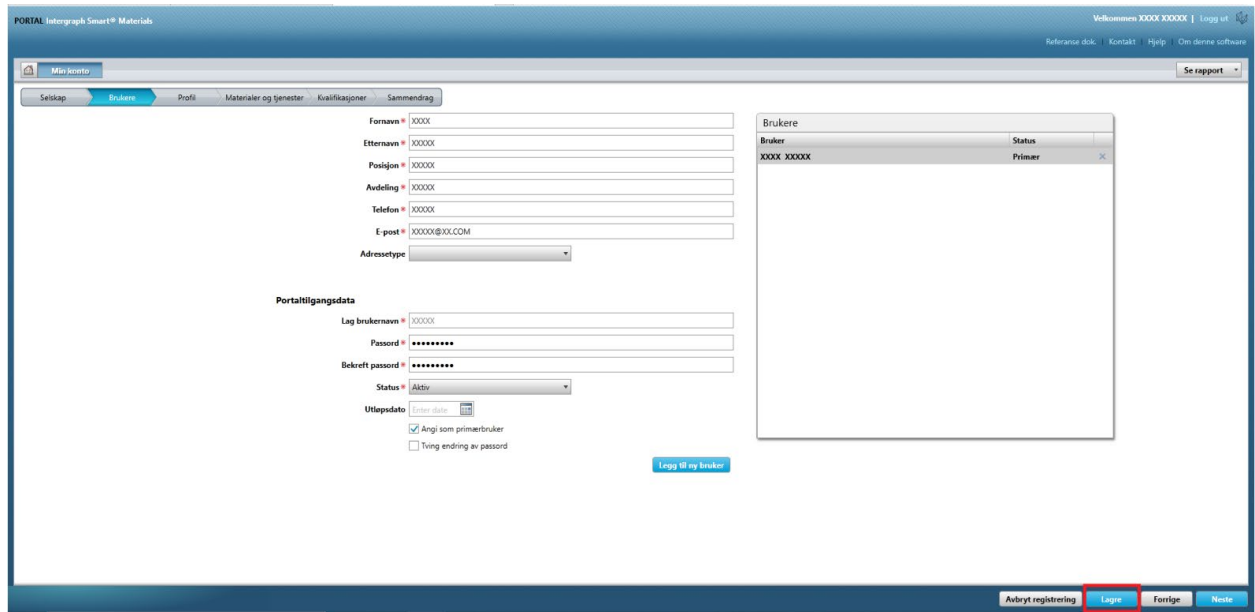 PORTAL Intergraph Smart® Materials
Velkommen XXXX XXXXX | Logg ut
Referanse dok. | Kontakt | Hjelp | Om denne software
Min konto
Se rapport
Selskap Brukere Profil Materialer og tjenester Kvalifikasjoner Sammendrag
Fornavn * XXXX
Etternavn * XXXXX
Posisjon * XXXXX
Avdeling * XXXXX
Telefon * XXXXX
E-post * XXXXX@XX.COM
Adressetype
Portaltilgangsdata
Lag brukernavn * XXXXX
Passord * •••••••••
Bekreft passord * •••••••••
Status * Aktiv
Utløpsdato Enter date
Angi som primærbruker
Tving endring av passord
Legg til ny bruker
Brukere
Bruker Status
XXXX XXXXX Primær
Avbryt registrering Lagre Forrige Neste